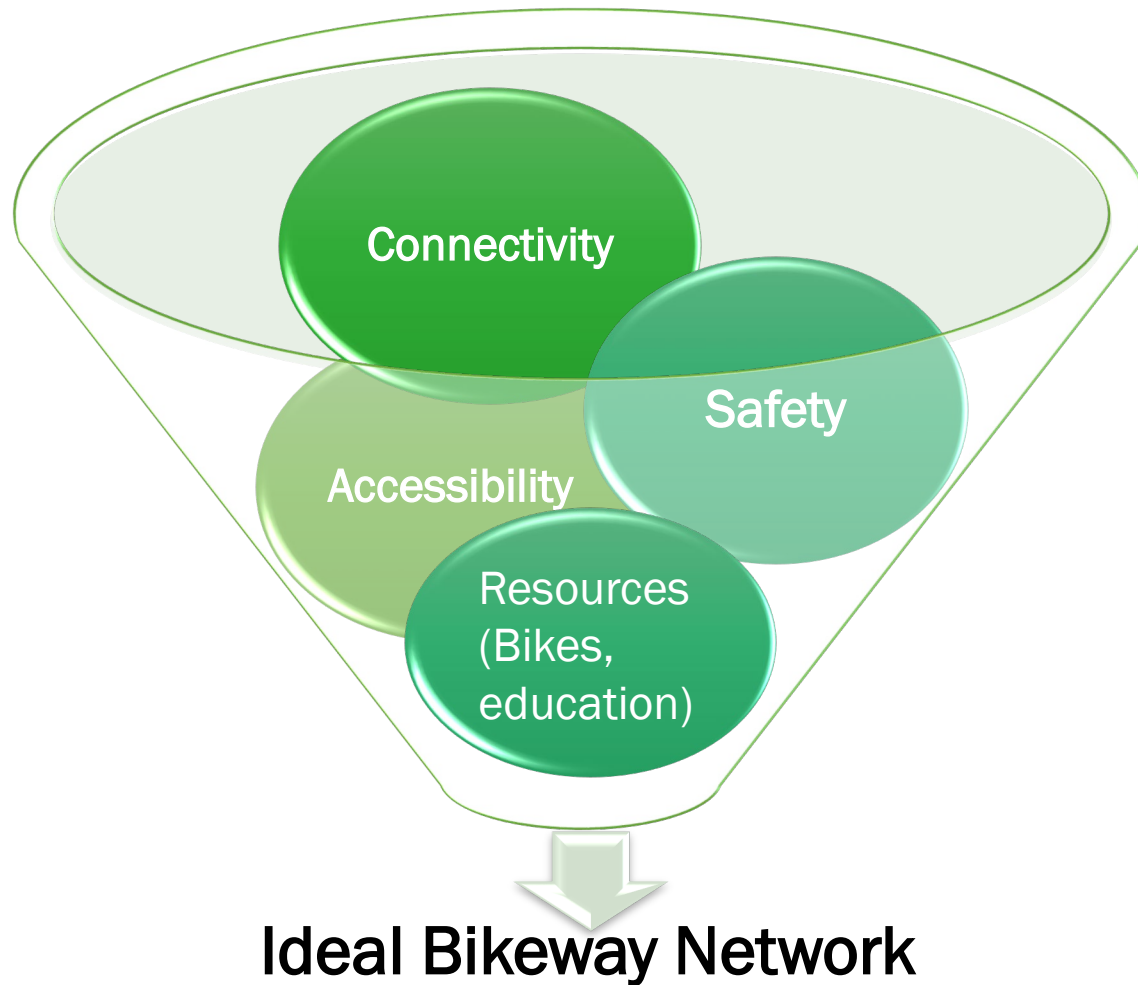 Connectivity
Safety
Accessibility
Resources
(Bikes,
education)
Ideal Bikeway Network